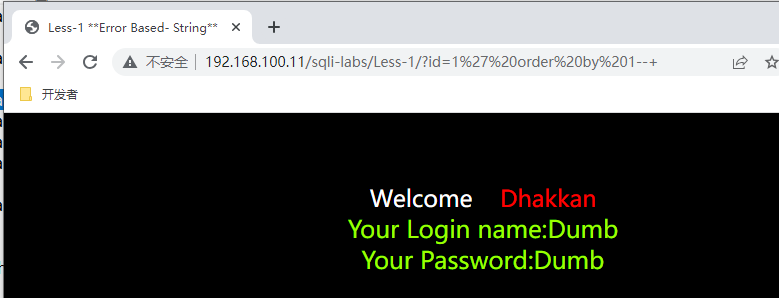 Less-1 **Error Based- String**
不安全 192.168.100.11/sqli-labs/Less-1/?id=1%27%20order%20by%201--+
开发者
Welcome Dhakkan
Your Login name:Dumb
Your Password:Dumb